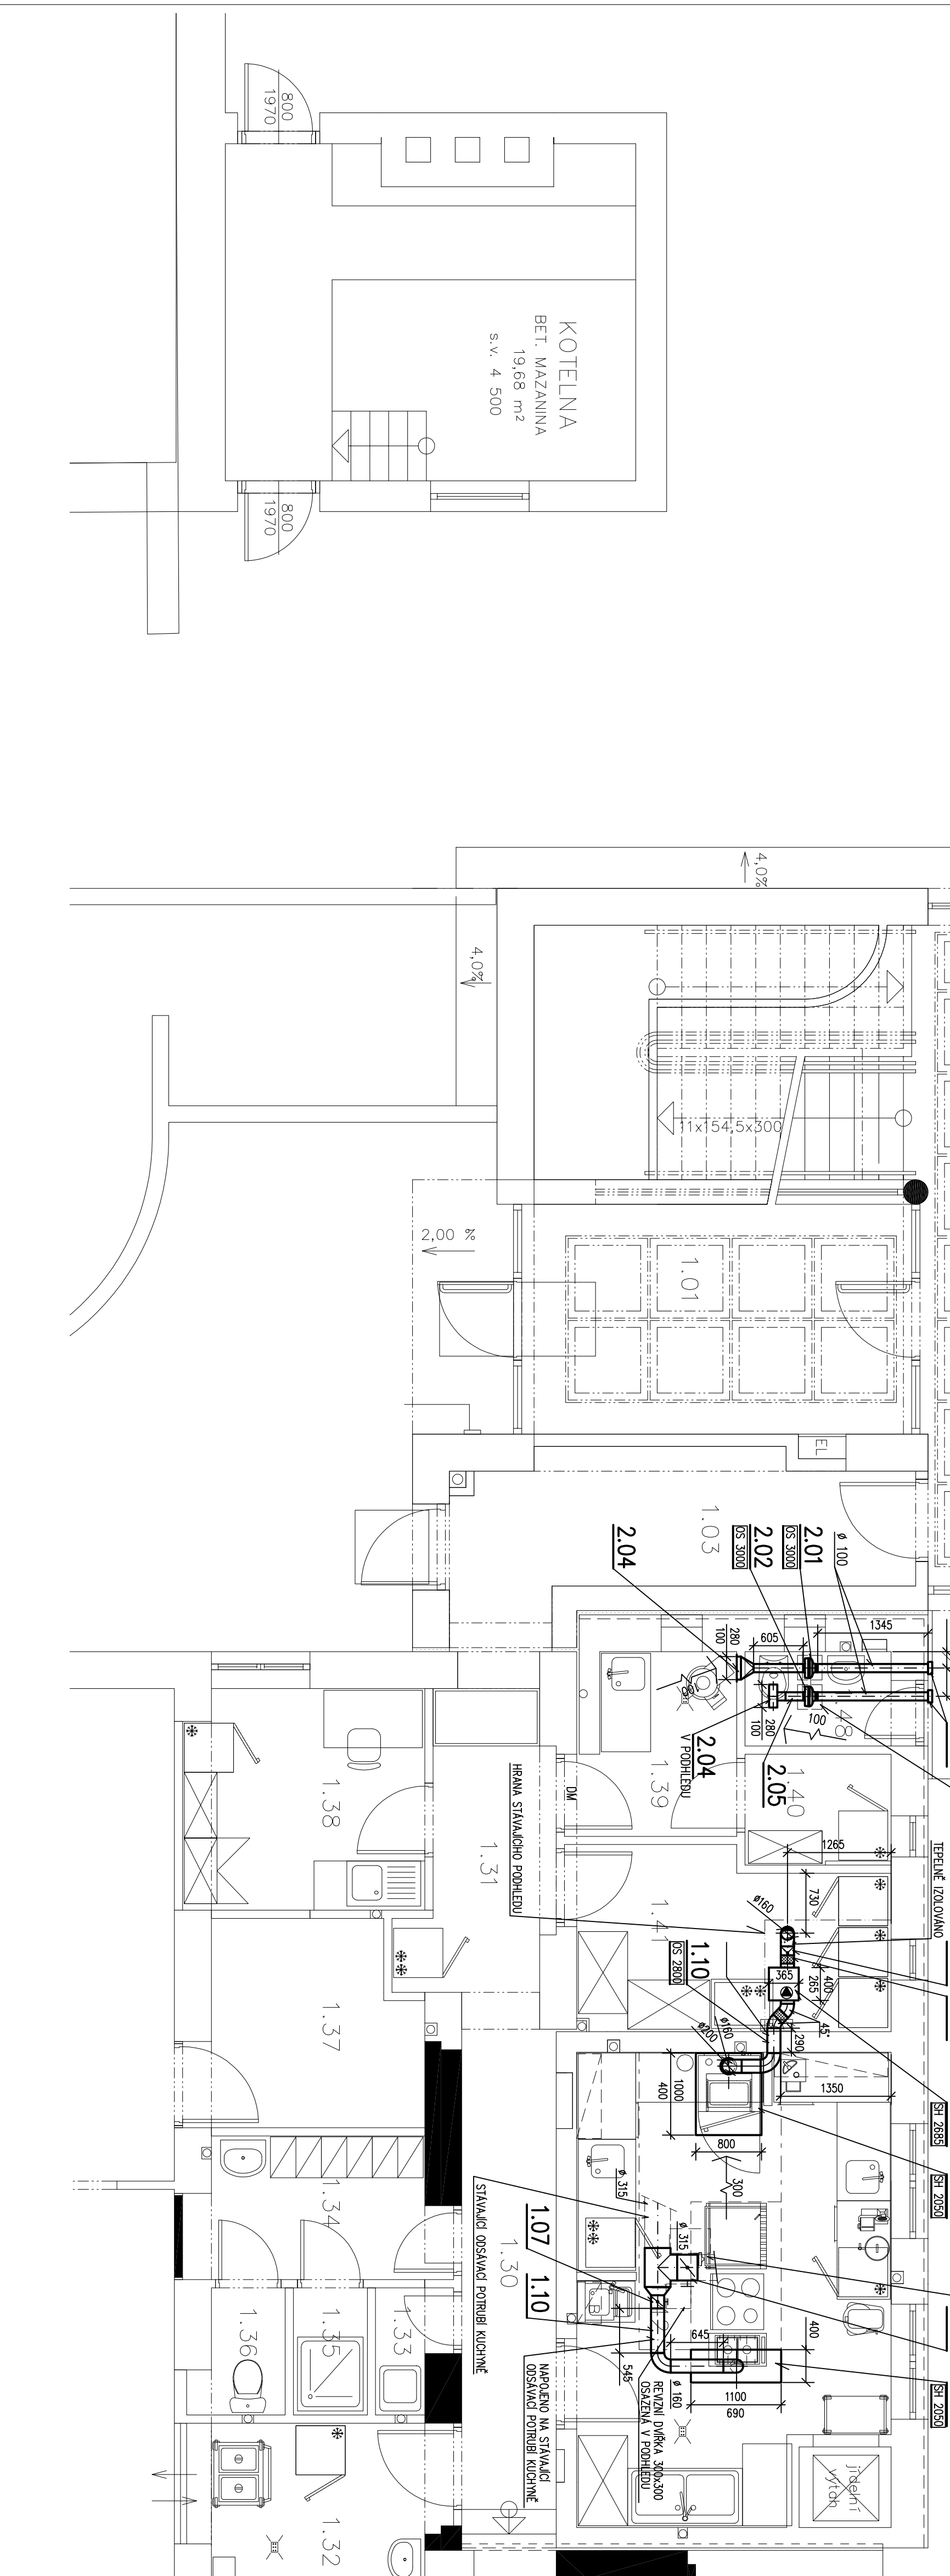 800
1970
KOTELNA
BET. MAZANINA
19,68 m²
s.v. 4 500
800
1970
4,0%
4,0%
11x154,5x300
2,00 %
1.01
EL
1.03
ø 100
2.01
OS 3000
2.02
OS 3000
2.04
1345
605
280
100
100
280
100
2.04
V PODHLEDU
2.05
1.40
1.39
DM
1.38
1.31
HRANA STÁVAJÍCÍHO PODHLEDU
TEPELNĚ IZOLOVÁNO
1265
730
ø160
1.10
OS 2800
365
400
265
45°
290
ø160
ø200
1350
1000
400
800
SH 2685
SH 2050
300
ø 315
ø 315
1.37
1.34
1.30
STÁVAJÍCÍ ODSÁVACÍ POTRUBÍ KUCHYNĚ
1.07
1.10
645
545
400
1100
690
ø 160
SH 2050
REVIZNÍ DVÍŘKA 300x300
OSAZENA V PODHLEDU
NAPOJENO NA STÁVAJÍCÍ
ODSÁVACÍ POTRUBÍ KUCHYNĚ
1.33
1.35
1.36
jídelní
výtah
1.32